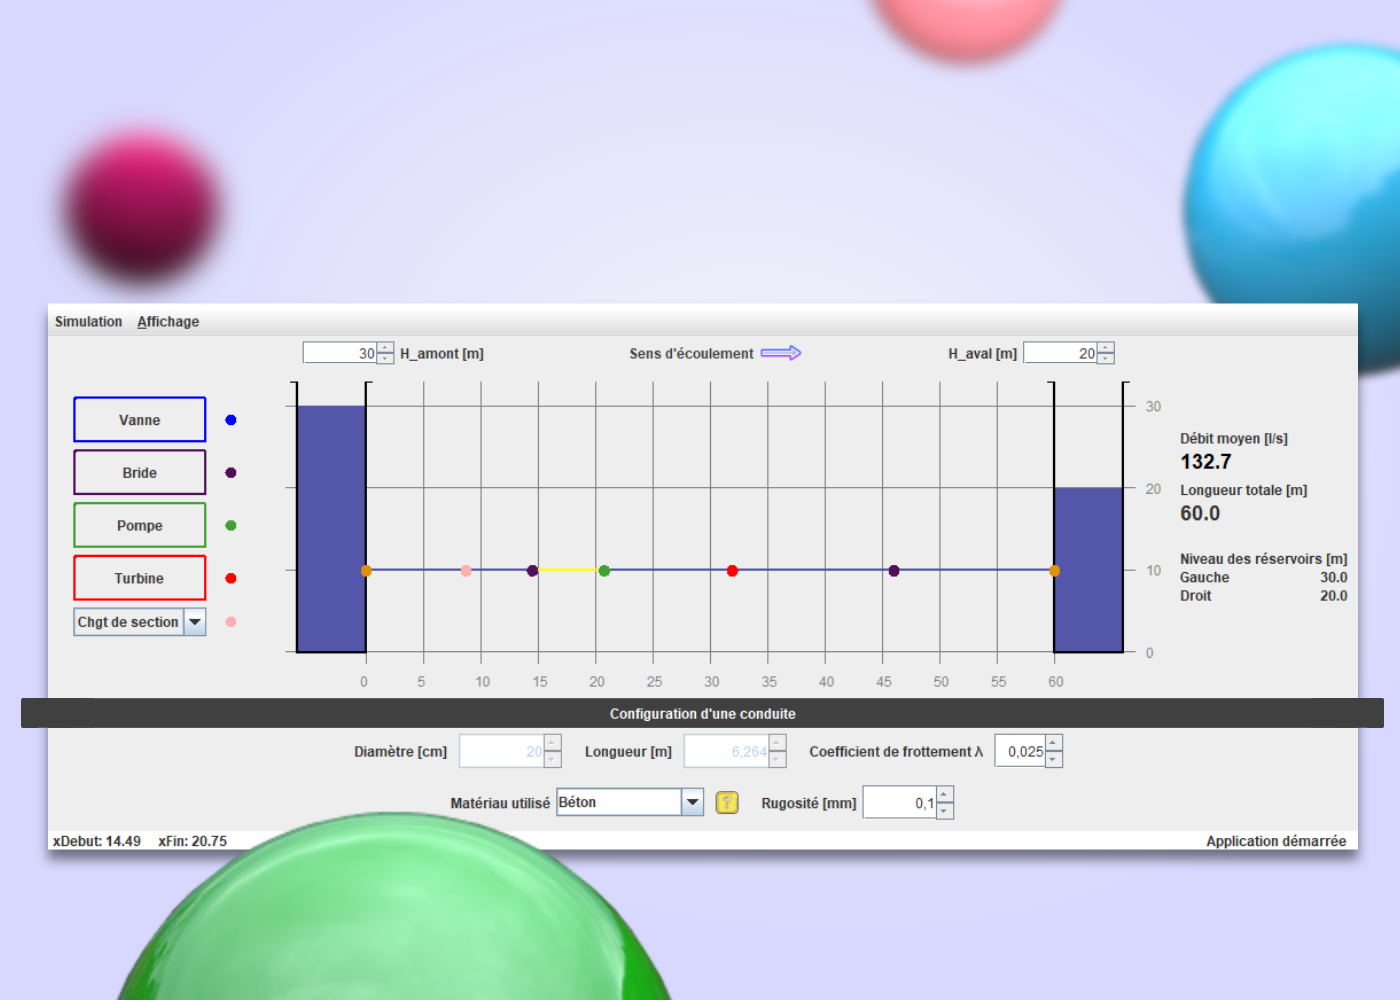 Simulation Affichage
30 H_amont [m] Sens d'écoulement H_aval [m] 20
Vanne
Bride
Pompe
Turbine
Chgt de section
30
20
10
0
0 5 10 15 20 25 30 35 40 45 50 55 60
Débit moyen [l/s]
132.7
Longueur totale [m]
60.0
Niveau des réservoirs [m]
Gauche 30.0
Droit 20.0
Configuration d'une conduite
Diamètre [cm] 20 Longueur [m] 6,264 Coefficient de frottement Λ 0,025
Matériau utilisé Béton ? Rugosité [mm] 0,1
xDebut: 14.49 xFin: 20.75 Application démarrée